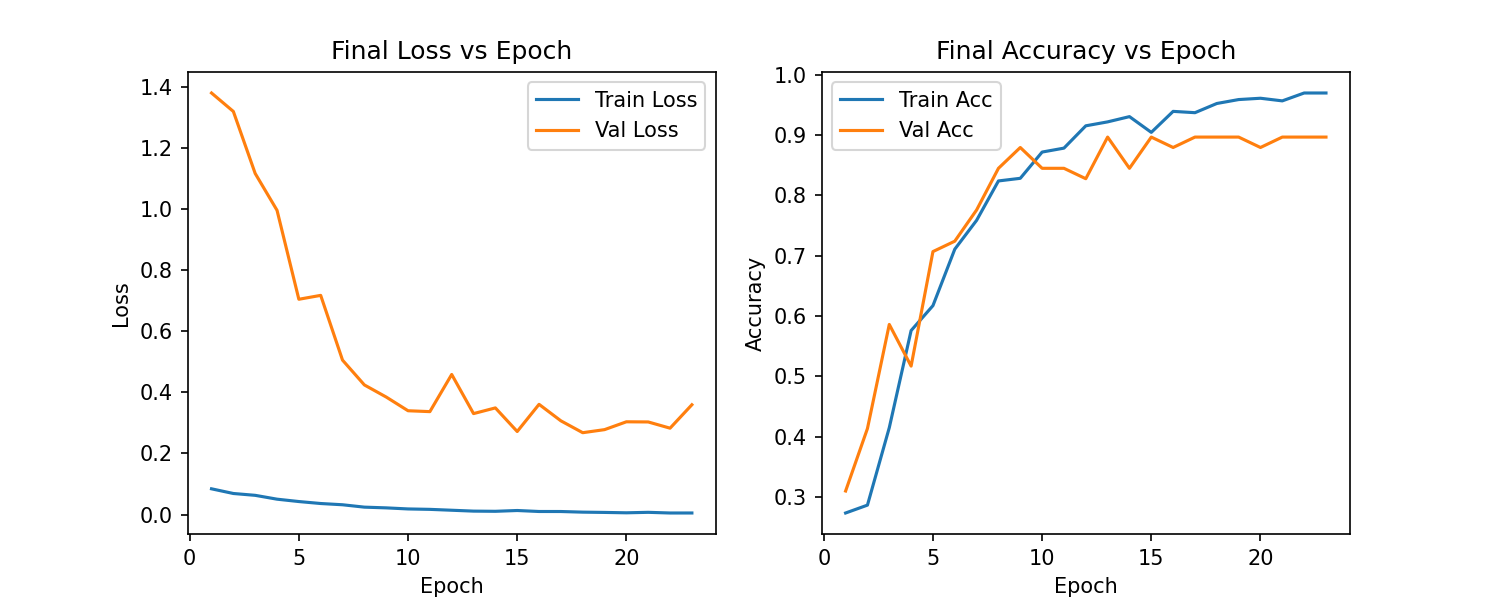 Final Loss vs Epoch
Train Loss
Val Loss
1.4
1.2
1.0
0.8
0.6
0.4
0.2
0.0
Loss
0 5 10 15 20
Epoch
Final Accuracy vs Epoch
Train Acc
Val Acc
1.0
0.9
0.8
0.7
0.6
0.5
0.4
0.3
Accuracy
0 5 10 15 20
Epoch